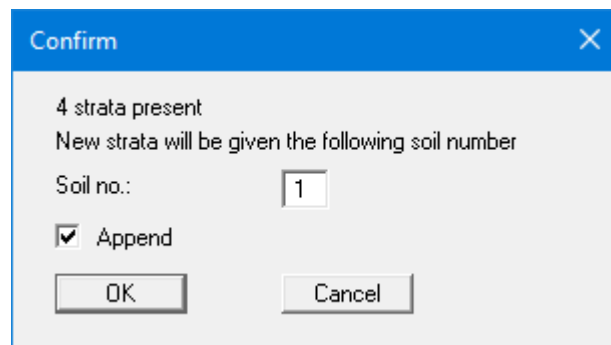 Confirm
4 strata present
New strata will be given the following soil number
Soil no.: 1
Append
OK Cancel